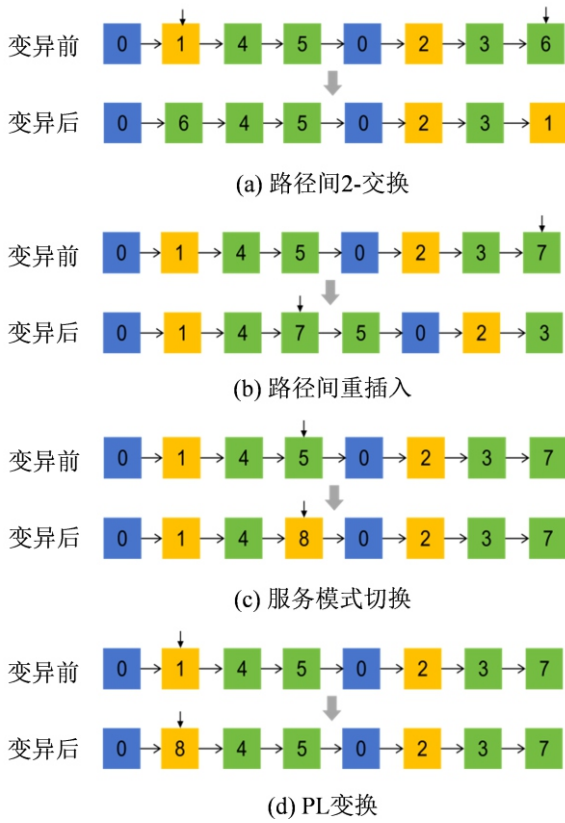 变异前 0 1 4 5 0 2 3 6
变异后 0 6 4 5 0 2 3 1
(a) 路径间2-交换
变异前 0 1 4 5 0 2 3 7
变异后 0 1 4 7 5 0 2 3
(b) 路径间重插入
变异前 0 1 4 5 0 2 3 7
变异后 0 1 4 8 0 2 3 7
(c) 服务模式切换
变异前 0 1 4 5 0 2 3 7
变异后 0 8 4 5 0 2 3 7
(d) PL变换